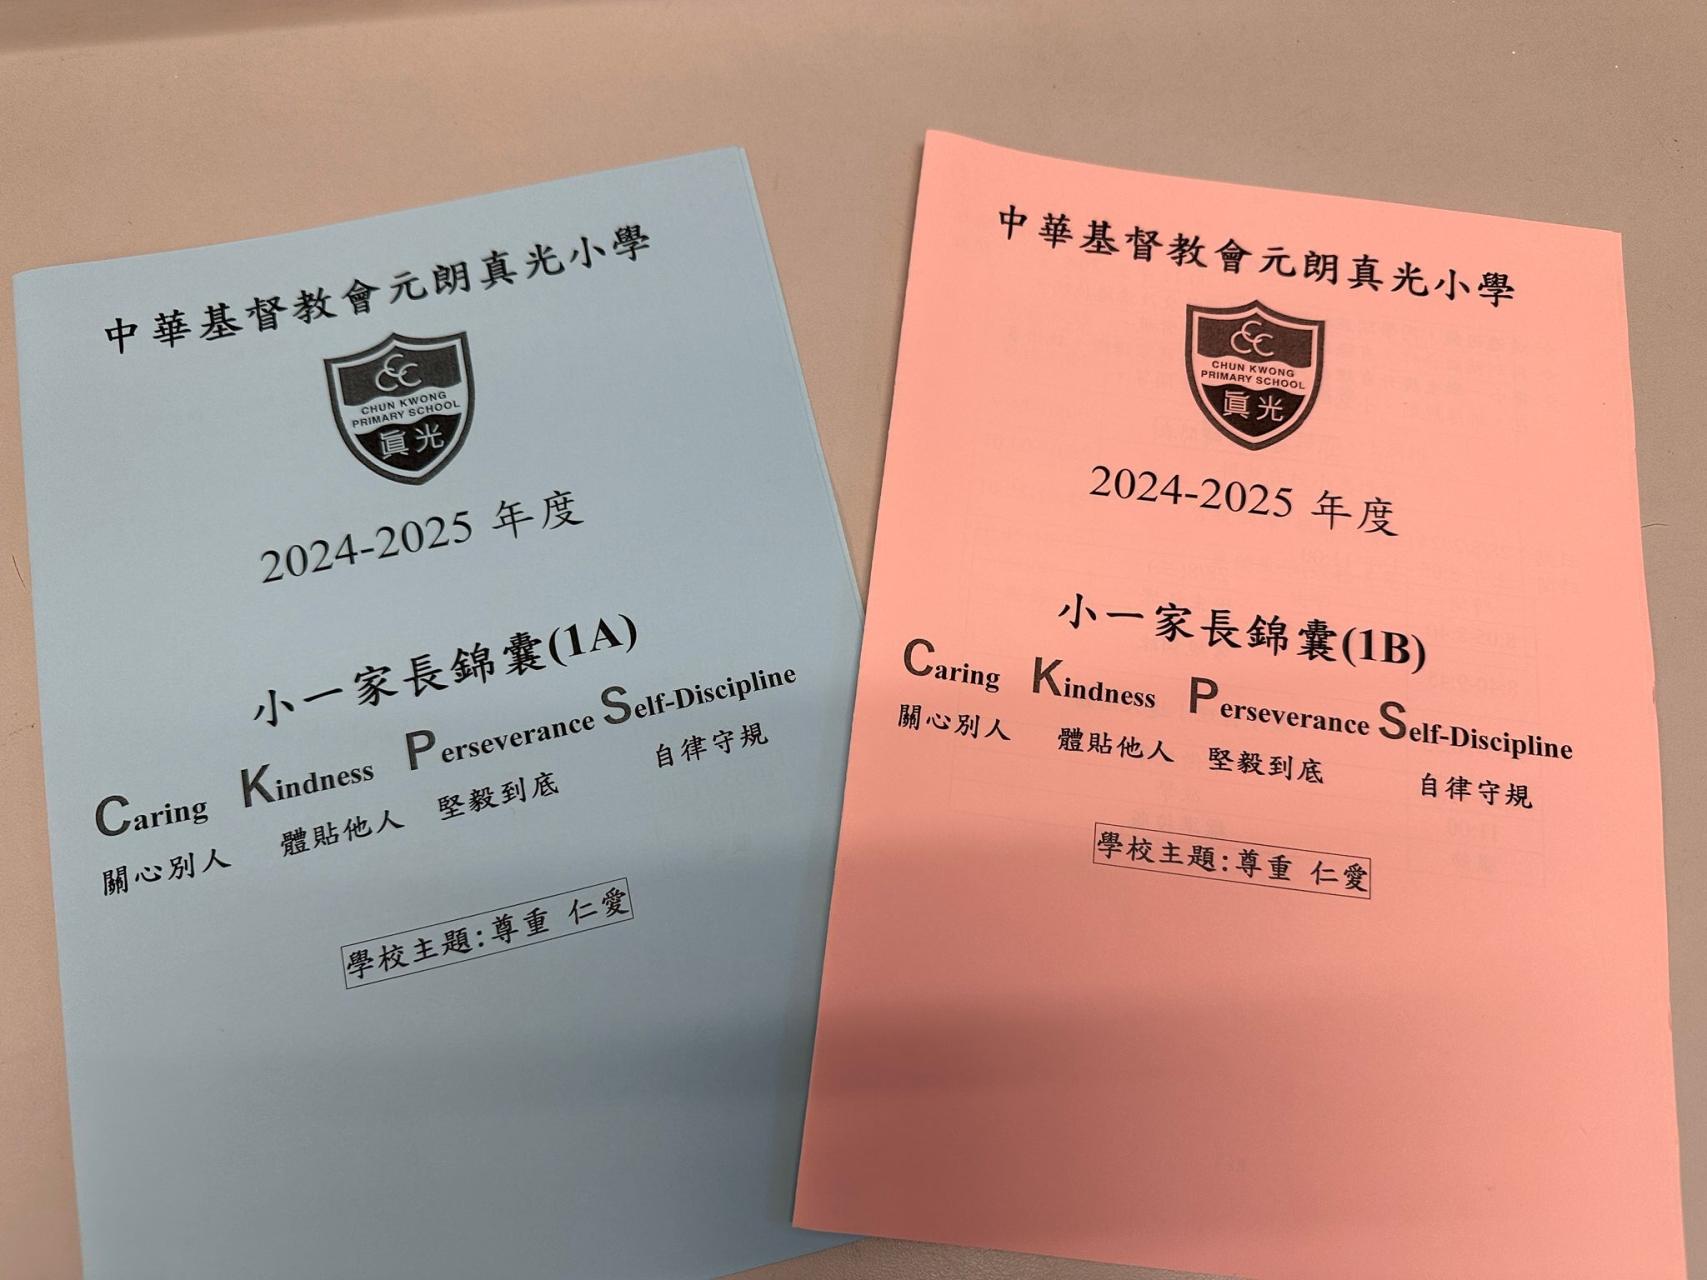 中華基督教會元朗真光小學
CCC
CHUN KWONG
PRIMARY SCHOOL
真光
2024-2025 年度
小一家長錦囊(1A)
Caring Kindness Perseverance Self-Discipline
關心別人 體貼他人 堅毅到底 自律守規
學校主題:尊重 仁愛
中華基督教會元朗真光小學
CCC
CHUN KWONG
PRIMARY SCHOOL
真光
2024-2025 年度
小一家長錦囊(1B)
Caring Kindness Perseverance Self-Discipline
關心別人 體貼他人 堅毅到底 自律守規
學校主題:尊重 仁愛